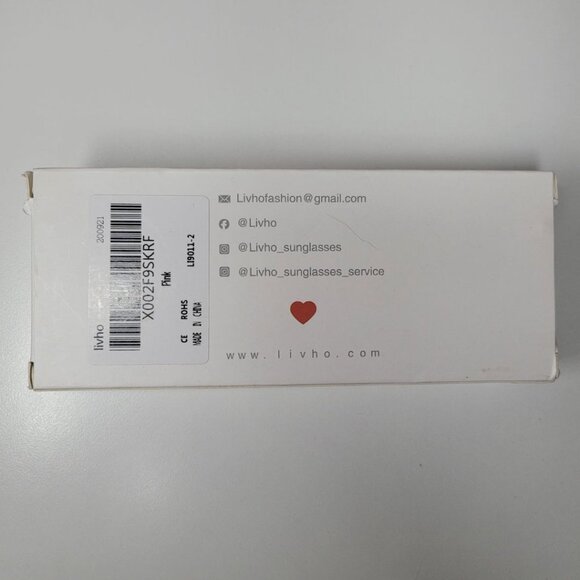 livho
200921
X002F9SKRF
Pink
LI9011-2
CE ROHS
MADE IN CHINA
Livhofashion@gmail.com
@Livho
@Livho_sunglasses
@Livho_sunglasses_service
www.livho.com